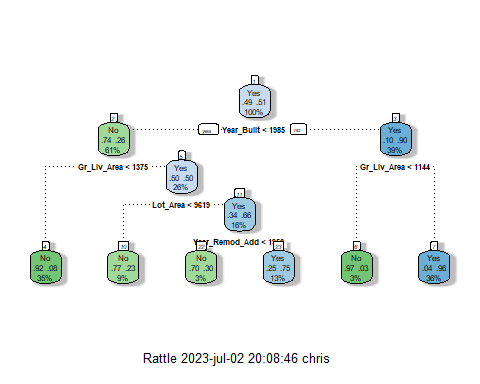 1
Yes
.49 .51
100%
yes Year_Built < 1985 no
2
No
.74 .26
61%
3
Yes
.10 .90
39%
Gr_Liv_Area < 1375
Gr_Liv_Area < 1144
5
Yes
.50 .50
26%
Lot_Area < 9619
11
Yes
.34 .66
16%
Year_Remod_Add <
4
No
.92 .08
35%
10
No
.77 .23
9%
22
No
.70 .30
3%
23
Yes
.25 .75
13%
6
No
.97 .03
3%
7
Yes
.04 .96
36%
Rattle 2023-jul-02 20:08:46 chris